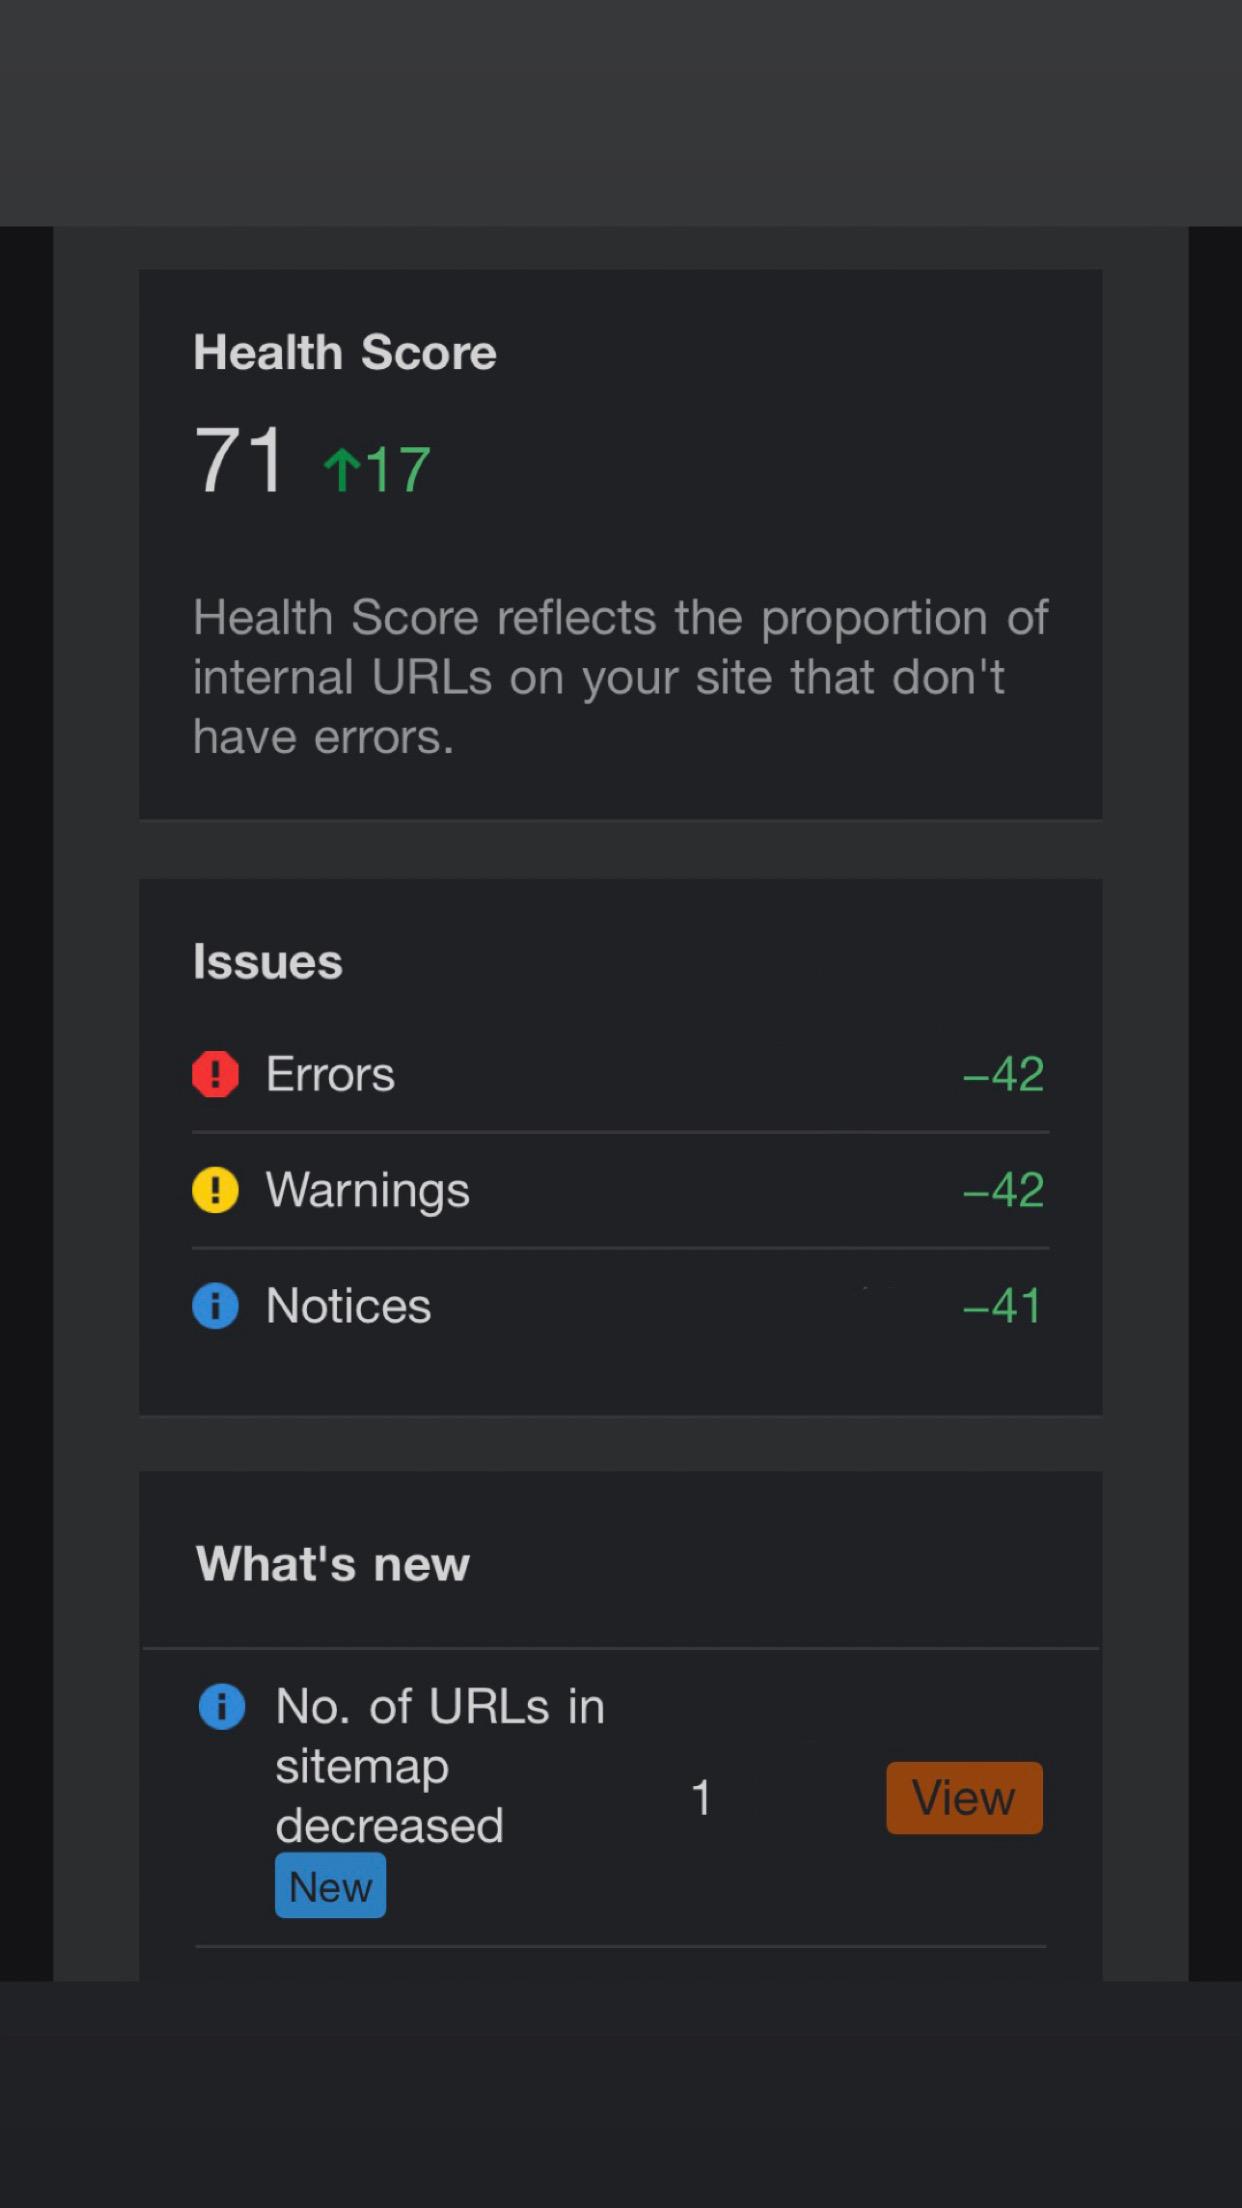 Health Score
71 ↑17
Health Score reflects the proportion of
internal URLs on your site that don't
have errors.
Issues
Errors –42
Warnings –42
Notices –41
What's new
No. of URLs in
sitemap
decreased
1 View
New